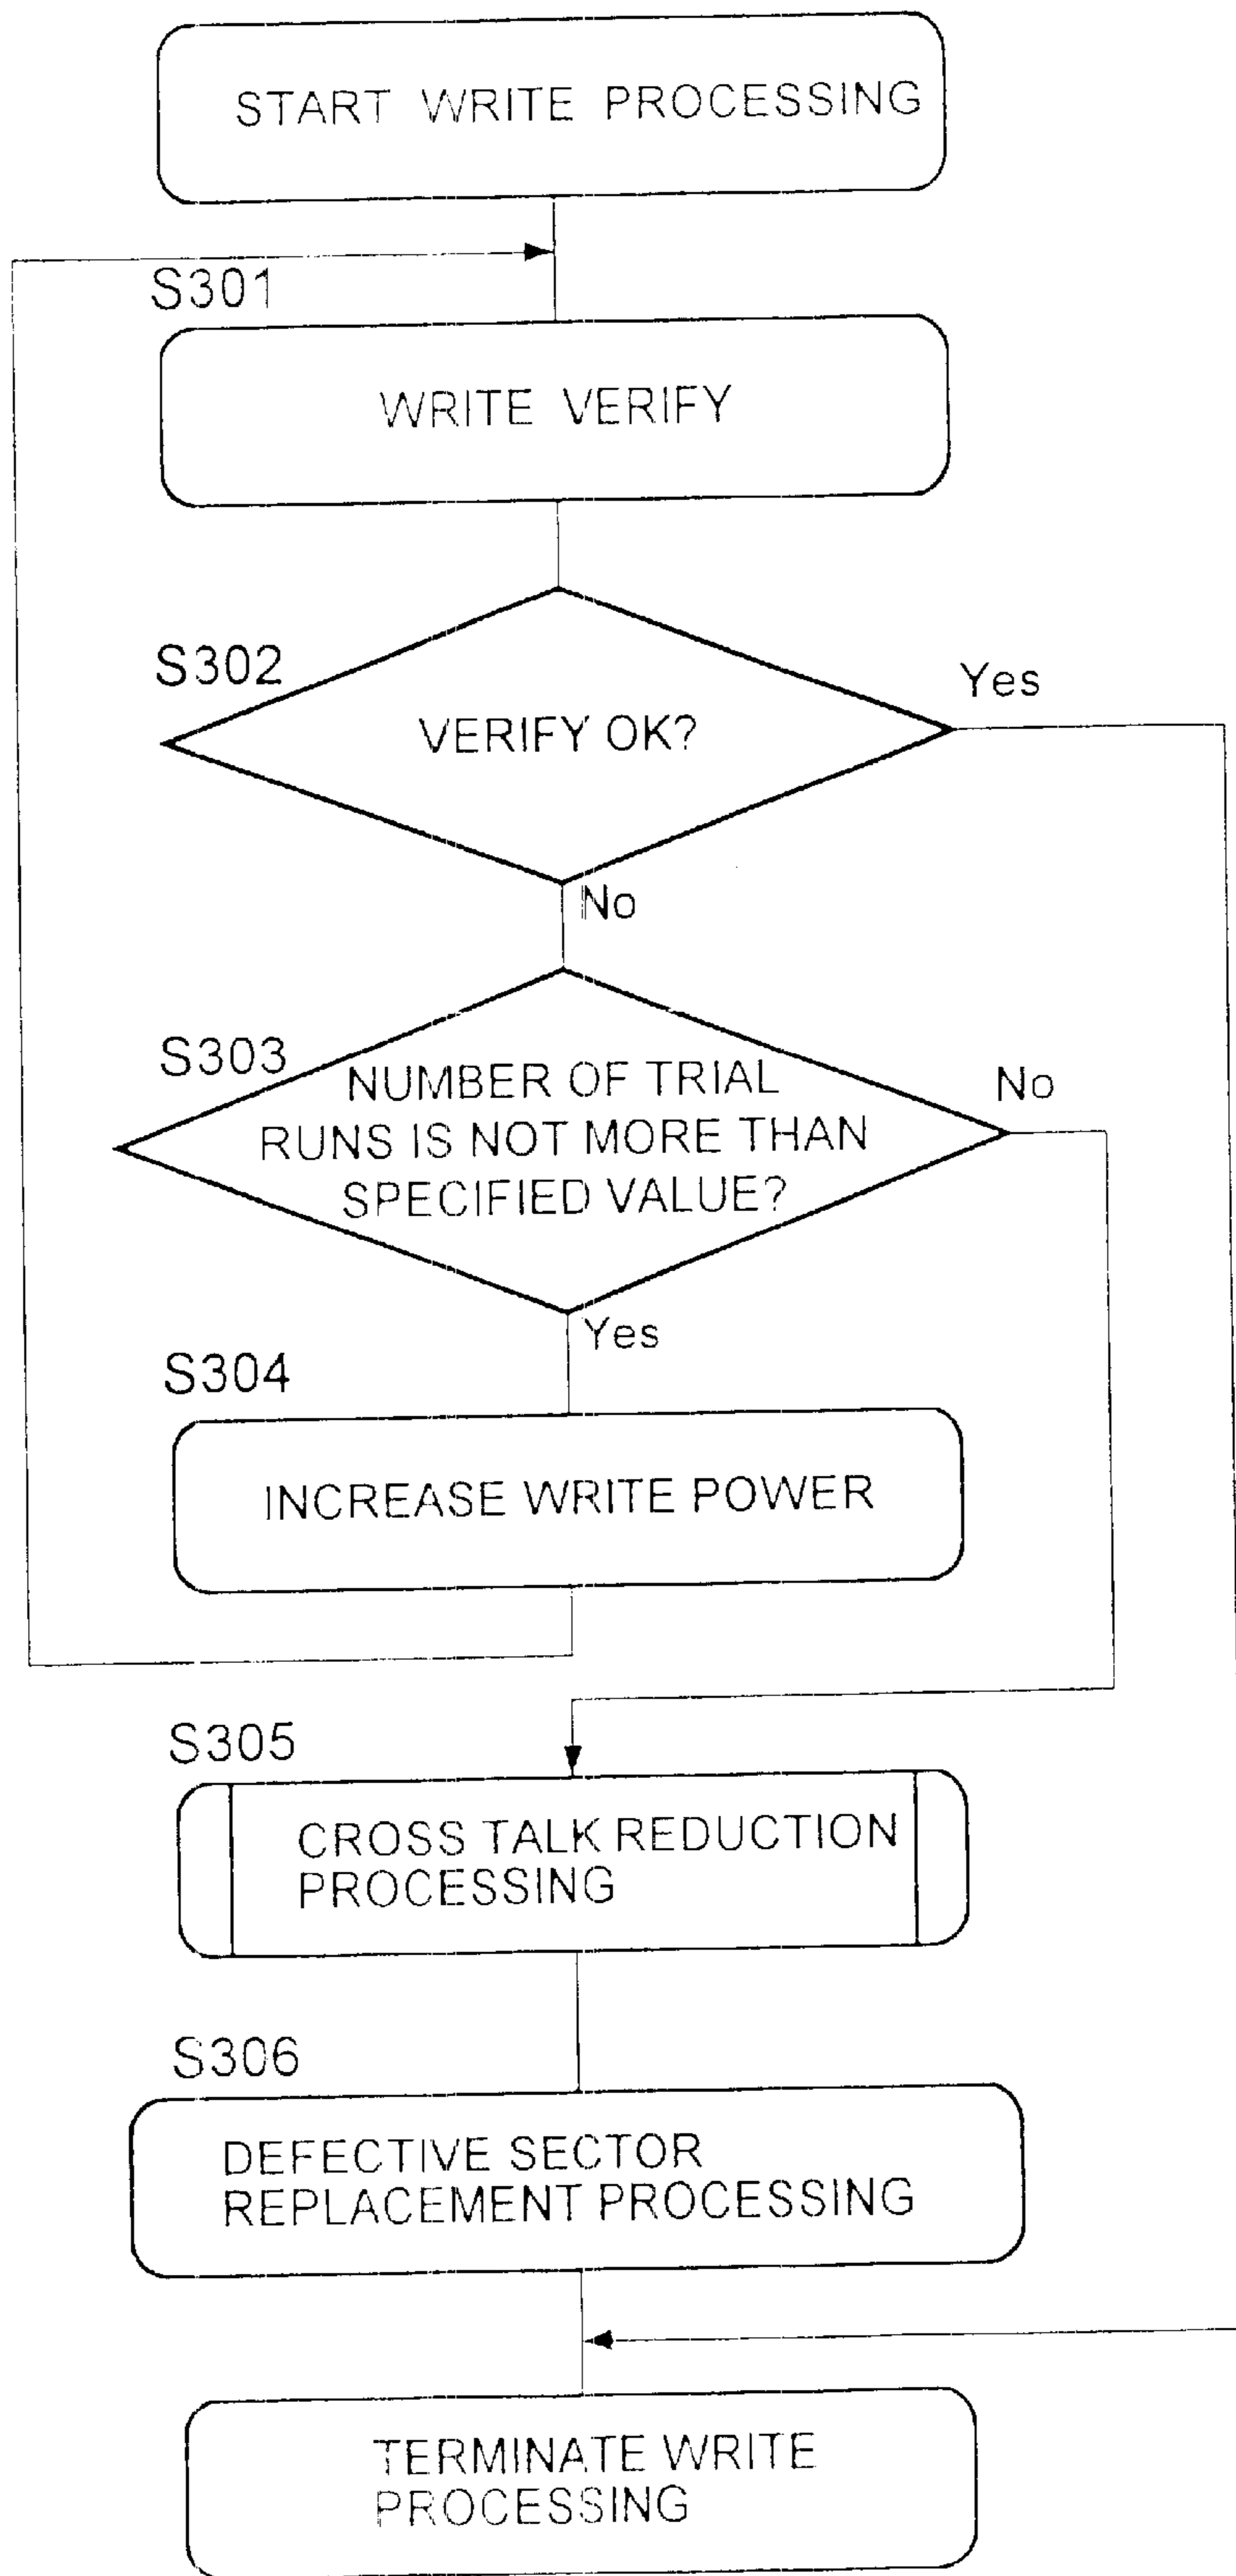 START WRITE PROCESSING
S301
WRITE VERIFY
S302
Yes
VERIFY OK?
No
S303
NUMBER OF TRIAL
No
RUNS IS NOT MORE THAN
SPECIFIED VALUE?
Yes
S304
INCREASE WRITE POWER
S305
CROSS TALK REDUCTION
PROCESSING
S306
DEFECTIVE SECTOR
REPLACEMENT PROCESSING
TERMINATE WRITE
PROCESSING